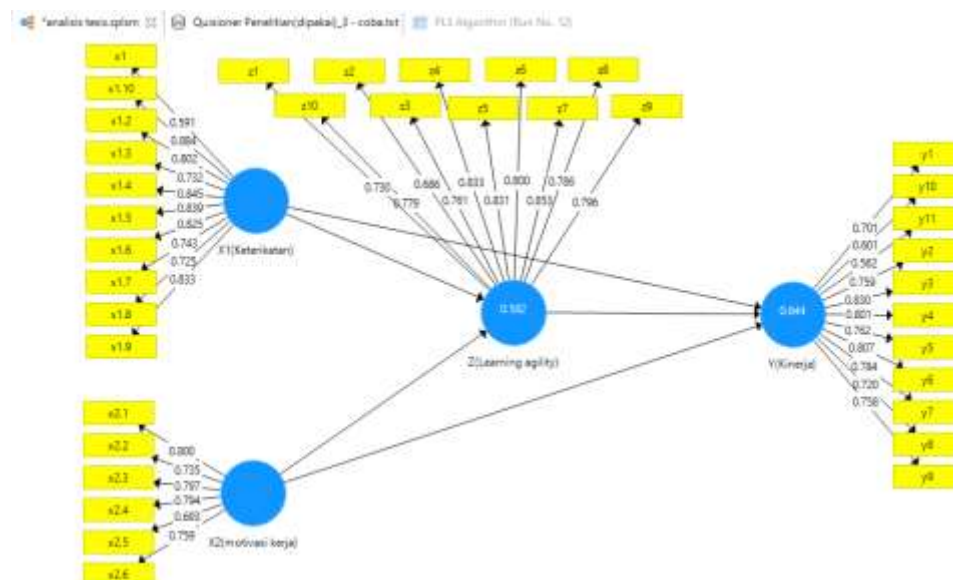 *analisis tesis.splsm
Quisioner Penelitian(dipakai)_3 - coba.txt
PLS Algorithm (Run No. 12)
x1
x1.10
x1.2
x1.3
x1.4
x1.5
x1.6
x1.7
x1.8
x1.9
0.591
0.884
0.802
0.732
0.845
0.839
0.825
0.743
0.725
0.833
X1(Keterikatan)
z1
z2
z6
z8
z10
z3
z5
z7
z9
0.730
0.779
0.686
0.761
0.833
0.831
0.800
0.853
0.786
0.796
Z(Learning agility)
x2.1
x2.2
x2.3
x2.4
x2.5
x2.6
0.800
0.735
0.797
0.794
0.759
X2(motivasi kerja)
y1
y10
y11
y2
y3
y4
y5
y6
y7
y8
y9
0.701
0.601
0.562
0.759
0.830
0.801
0.762
0.807
0.784
0.720
0.758
0.644
Y(Kinerja)